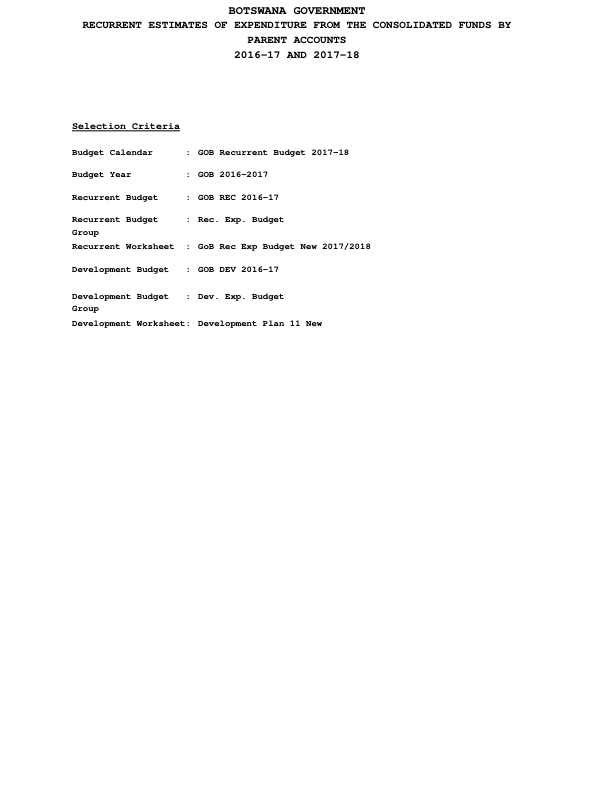 BOTSWANA GOVERNMENT
RECURRENT ESTIMATES OF EXPENDITURE FROM THE CONSOLIDATED FUNDS BY
PARENT ACCOUNTS
2016-17 AND 2017-18
Selection Criteria
Budget Calendar : GOB Recurrent Budget 2017-18
Budget Year : GOB 2016-2017
Recurrent Budget : GOB REC 2016-17
Recurrent Budget : Rec. Exp. Budget
Group
Recurrent Worksheet : GoB Rec Exp Budget New 2017/2018
Development Budget : GOB DEV 2016-17
Development Budget : Dev. Exp. Budget
Group
Development Worksheet: Development Plan 11 New